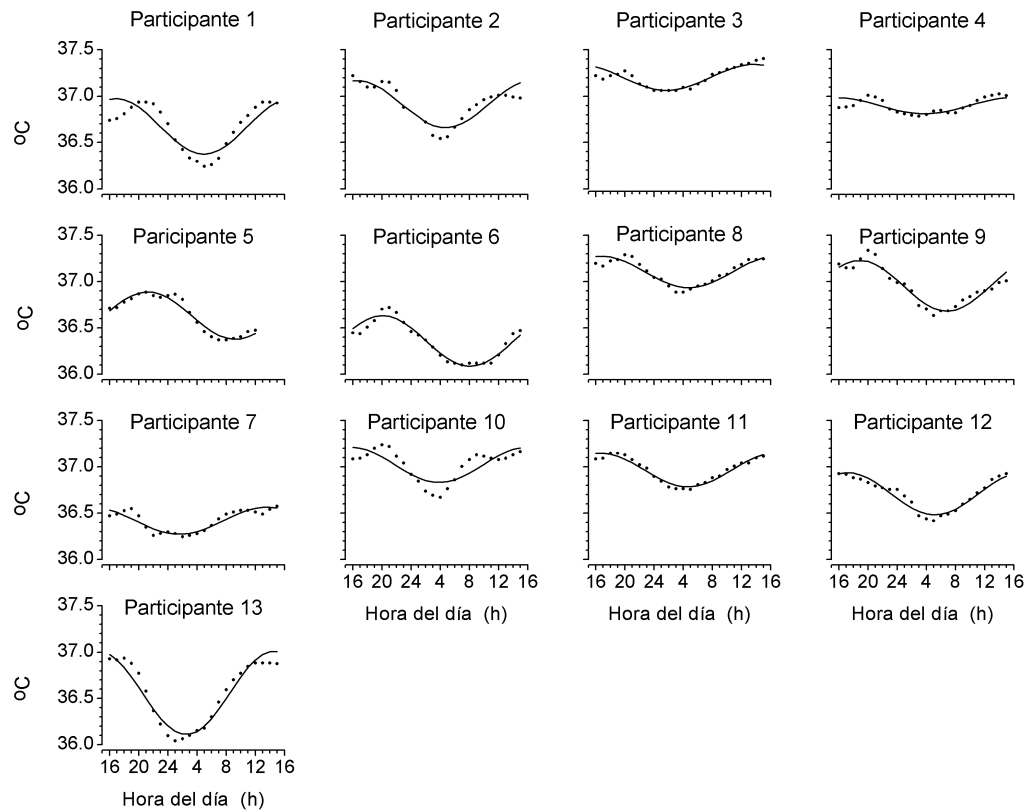 Participante 1 Participante 2 Participante 3 Participante 4
37.5
37.0
36.5
36.0
oC
Paricipante 5 Participante 6 Participante 8 Participante 9
37.5
37.0
36.5
36.0
oC
Participante 7 Participante 10 Participante 11 Participante 12
37.5
37.0
36.5
36.0
oC
16 20 24 4 8 12 16 16 20 24 4 8 12 16 16 20 24 4 8 12 16
Hora del día (h) Hora del día (h) Hora del día (h)
Participante 13
37.5
37.0
36.5
36.0
oC
16 20 24 4 8 12 16
Hora del día (h)